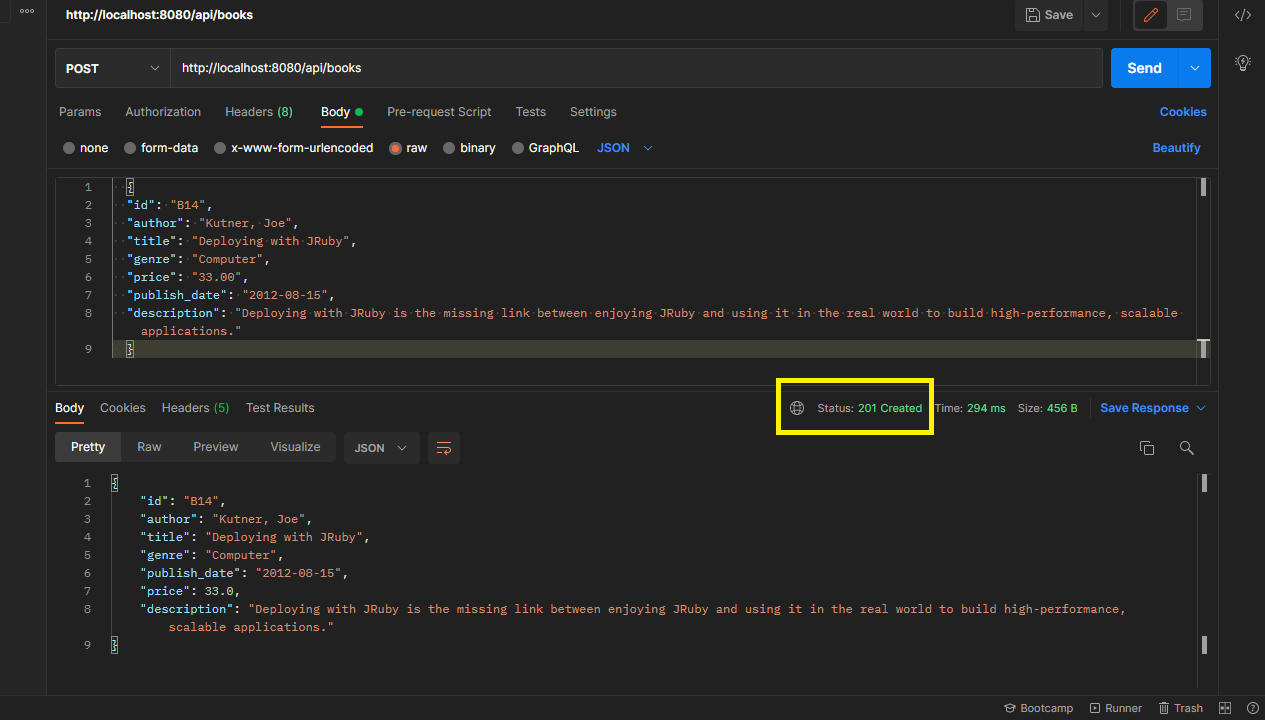 http://localhost:8080/api/books
Save
POST
http://localhost:8080/api/books
Send
Params Authorization Headers (8) Body Pre-request Script Tests Settings Cookies
none form-data x-www-form-urlencoded raw binary GraphQL JSON Beautify
1 {
2 "id": "B14",
3 "author": "Kutner, Joe",
4 "title": "Deploying with JRuby",
5 "genre": "Computer",
6 "price": "33.00",
7 "publish_date": "2012-08-15",
8 "description": "Deploying with JRuby is the missing link between enjoying JRuby and using it in the real world to build high-performance, scalable
applications."
9 }
Body Cookies Headers (5) Test Results Status: 201 Created Time: 294 ms Size: 456 B Save Response
Pretty Raw Preview Visualize JSON
1 {
2 "id": "B14",
3 "author": "Kutner, Joe",
4 "title": "Deploying with JRuby",
5 "genre": "Computer",
6 "publish_date": "2012-08-15",
7 "price": 33.0,
8 "description": "Deploying with JRuby is the missing link between enjoying JRuby and using it in the real world to build high-performance,
scalable applications."
9 }
Bootcamp Runner Trash